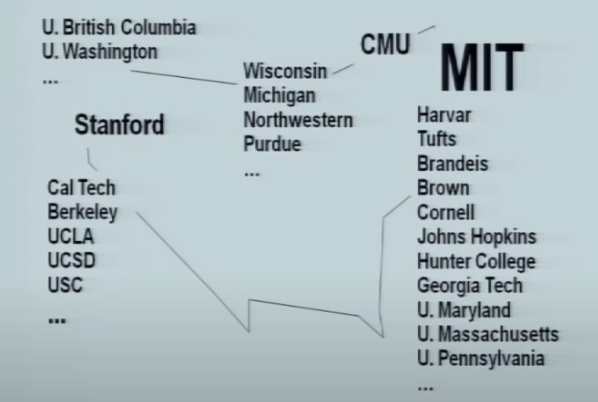 U. British Columbia
U. Washington
...
Stanford
Cal Tech
Berkeley
UCLA
UCSD
USC
...
Wisconsin
Michigan
Northwestern
Purdue
...
CMU
MIT
Harvar
Tufts
Brandeis
Brown
Cornell
Johns Hopkins
Hunter College
Georgia Tech
U. Maryland
U. Massachusetts
U. Pennsylvania
...